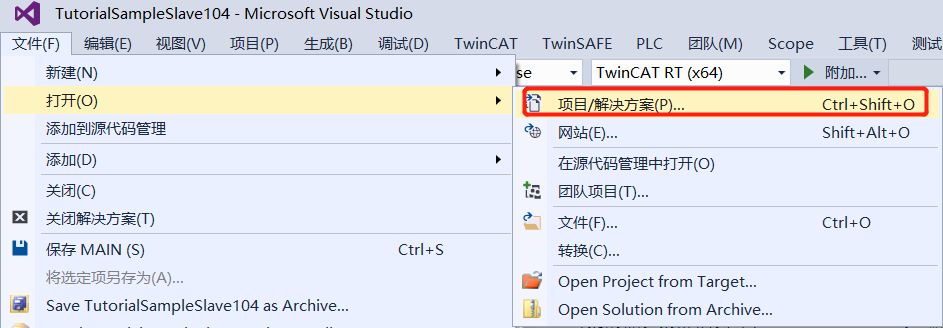 TutorialSampleSlave104 - Microsoft Visual Studio
文件(F) 编辑(E) 视图(V) 项目(P) 生成(B) 调试(D) TwinCAT TwinSAFE PLC 团队(M) Scope 工具(T) 测试
新建(N)
se TwinCAT RT (x64) 附加...
打开(O)
项目/解决方案(P)... Ctrl+Shift+O
添加到源代码管理
网站(E)... Shift+Alt+O
添加(D)
在源代码管理中打开(O)
关闭(C)
团队项目(T)...
关闭解决方案(T)
文件(F)... Ctrl+O
保存 MAIN (S) Ctrl+S
转换(C)...
将选定项另存为(A)...
Open Project from Target...
Save TutorialSampleSlave104 as Archive...
Open Solution from Archive...